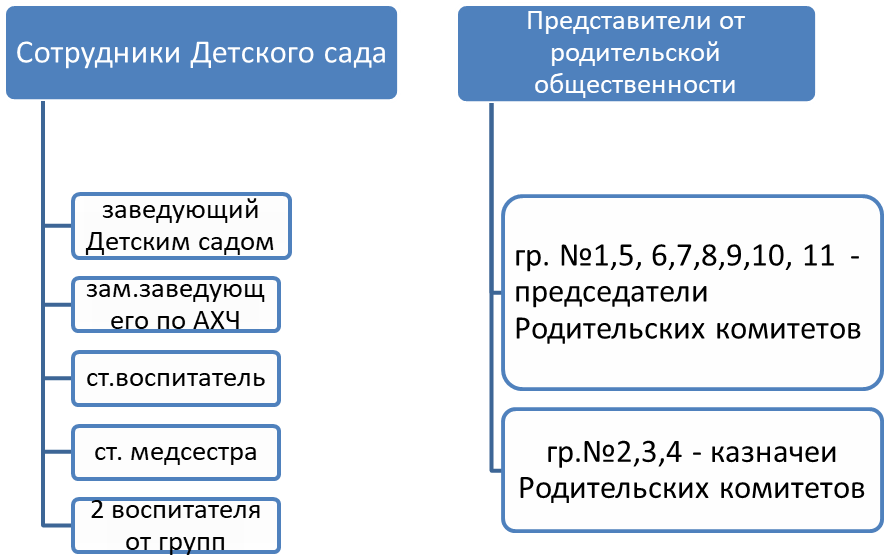 Сотрудники Детского сада
заведующий
Детским садом
зам.заведующ
его по АХЧ
ст.воспитатель
ст. медсестра
2 воспитателя
от групп
Представители от
родительской
общественности
гр. №1,5, 6,7,8,9,10, 11 -
председатели
Родительских комитетов
гр.№2,3,4 - казначеи
Родительских комитетов